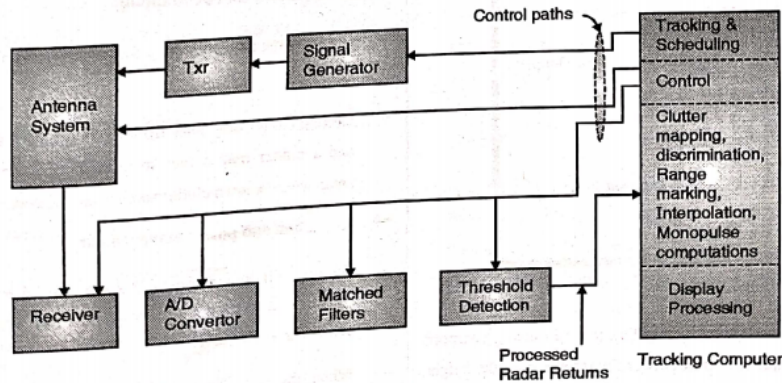 Control paths
Tracking &
Scheduling
Signal
Generator
Txr
Antenna
System
Control
Clutter
mapping,
discrimination,
Range
marking,
Interpolation,
Monopulse
computations
Receiver
A/D
Convertor
Matched
Filters
Threshold
Detection
Display
Processing
Processed
Radar Returns
Tracking Computer